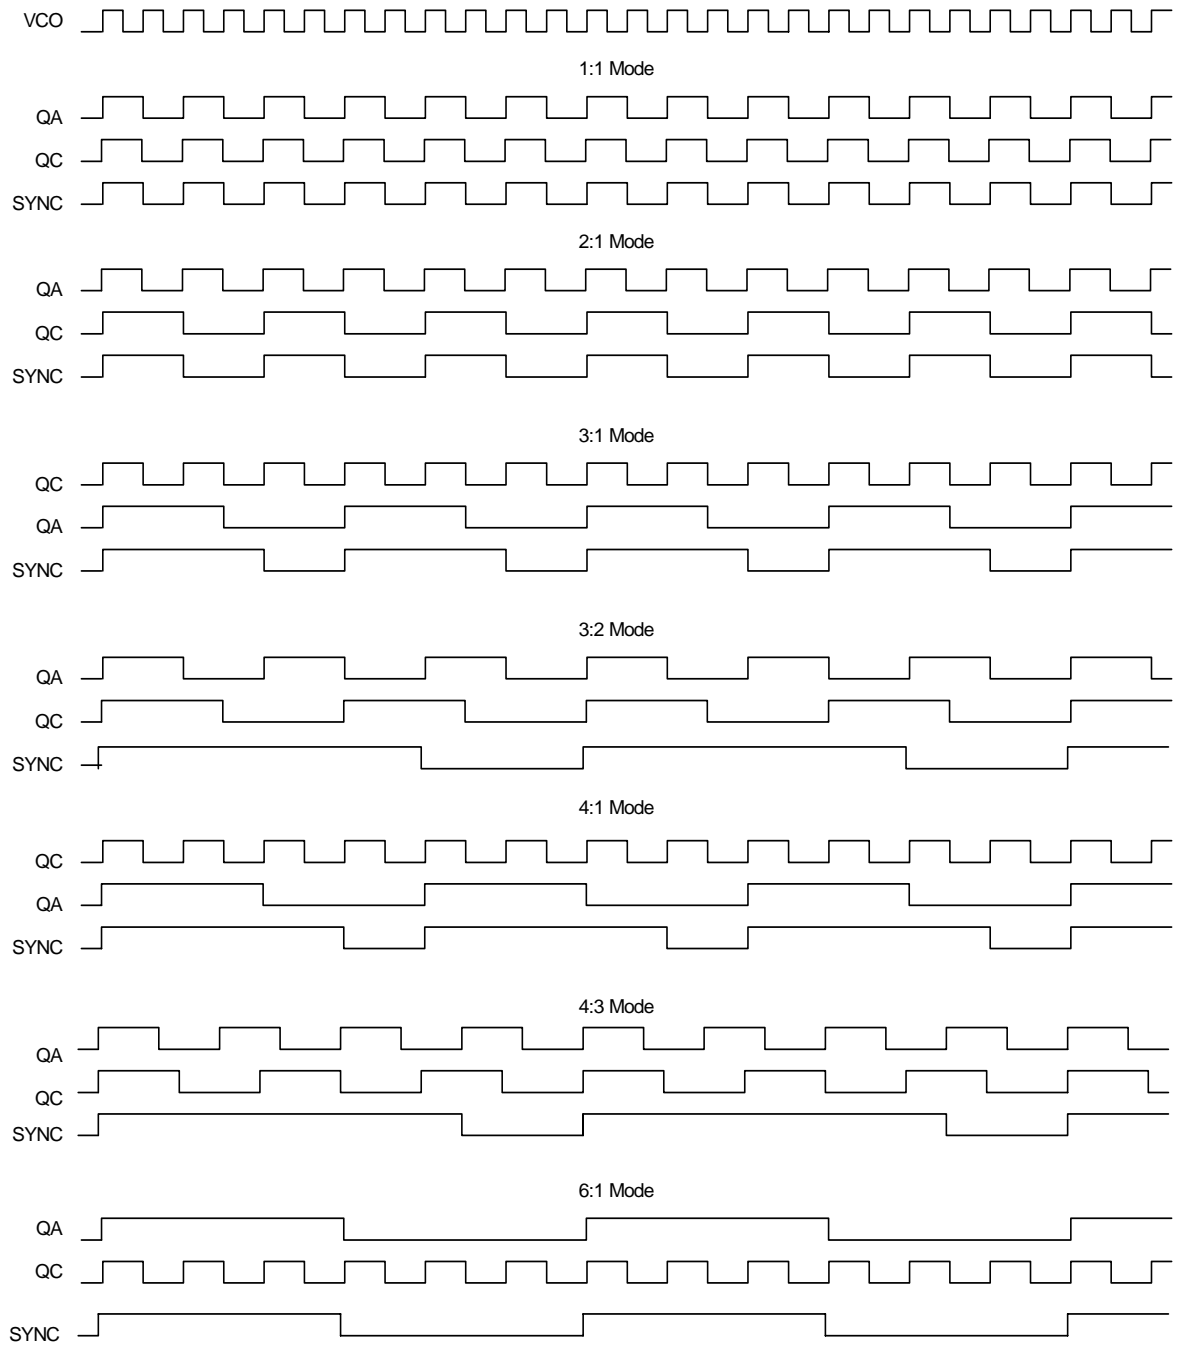 VCO
1:1 Mode
QA
QC
SYNC
2:1 Mode
QA
QC
SYNC
3:1 Mode
QC
QA
SYNC
3:2 Mode
QA
QC
SYNC
4:1 Mode
QC
QA
SYNC
4:3 Mode
QA
QC
SYNC
6:1 Mode
QA
QC
SYNC